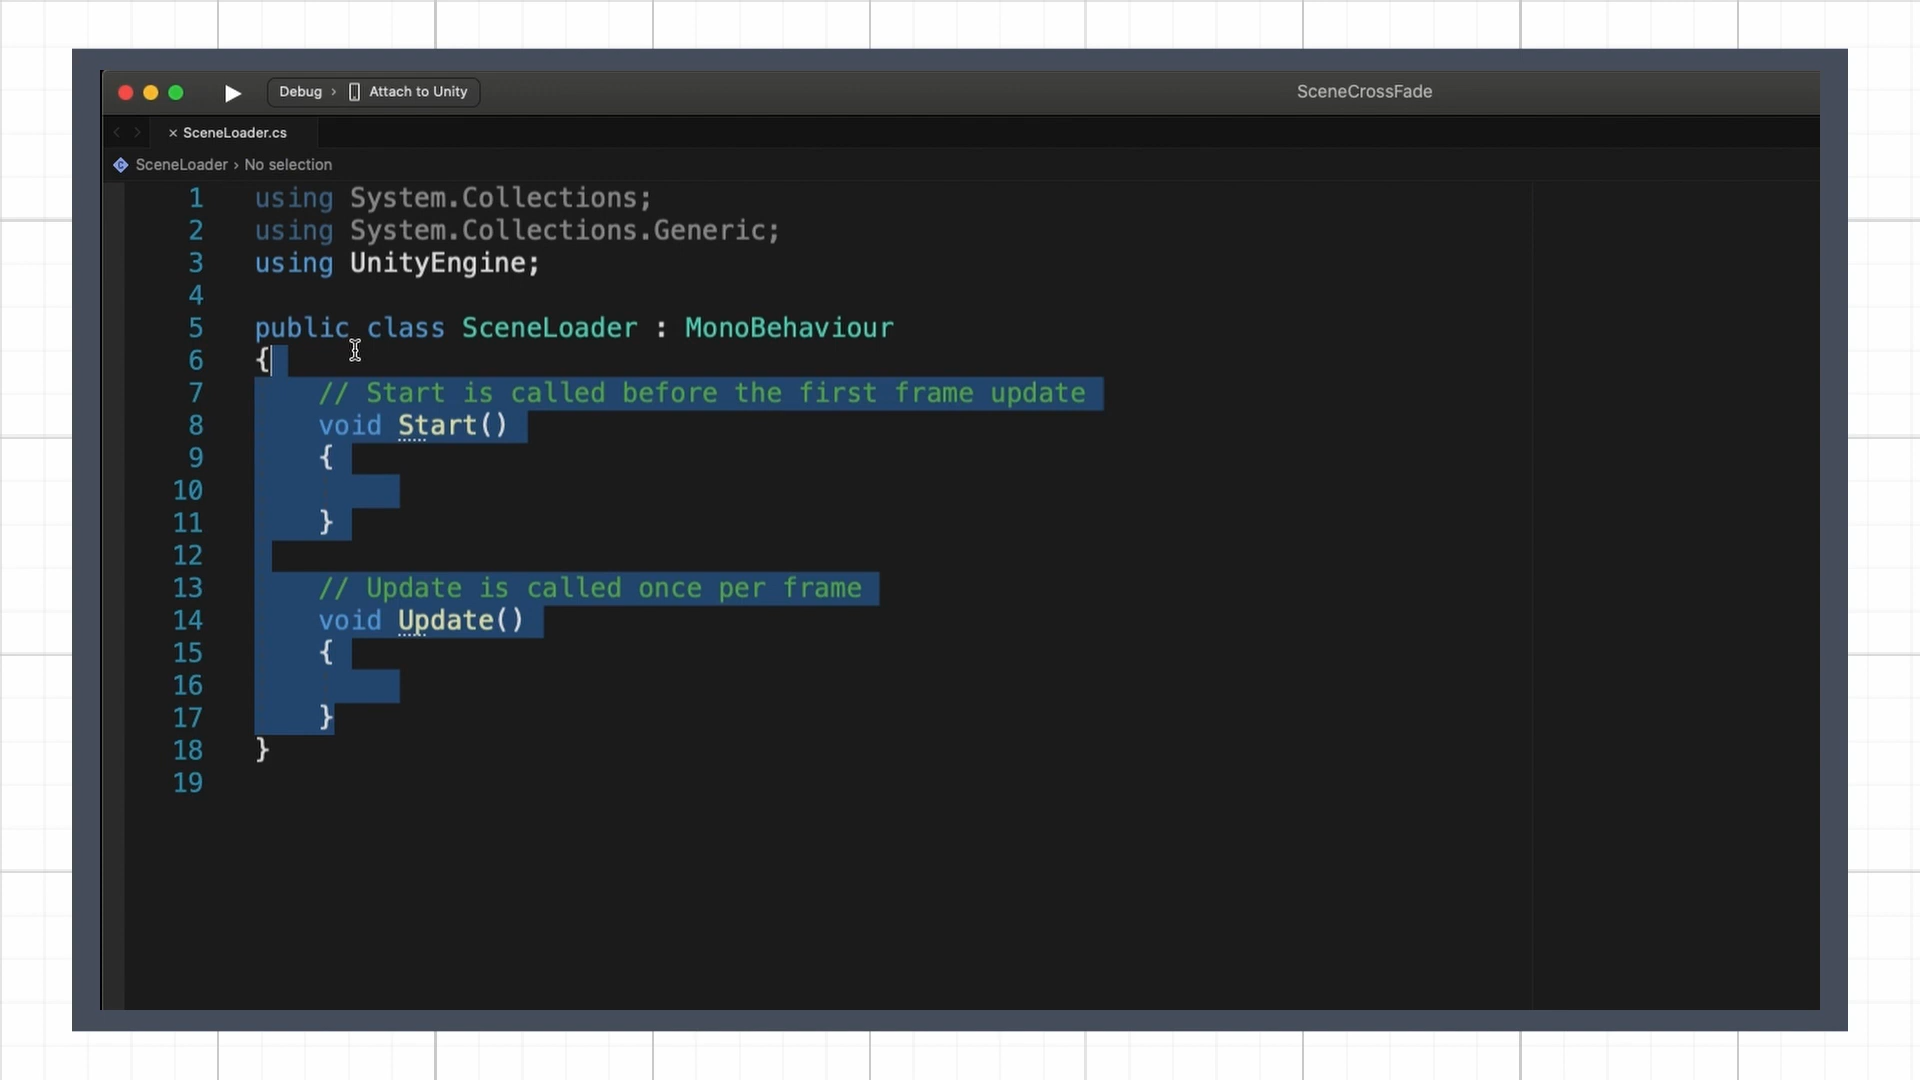 Debug › Attach to Unity
SceneCrossFade
SceneLoader.cs
SceneLoader › No selection
1 using System.Collections;
2 using System.Collections.Generic;
3 using UnityEngine;
4
5 public class SceneLoader : MonoBehaviour
6 {
7 // Start is called before the first frame update
8 void Start()
9 {
10
11 }
12
13 // Update is called once per frame
14 void Update()
15 {
16
17 }
18 }
19